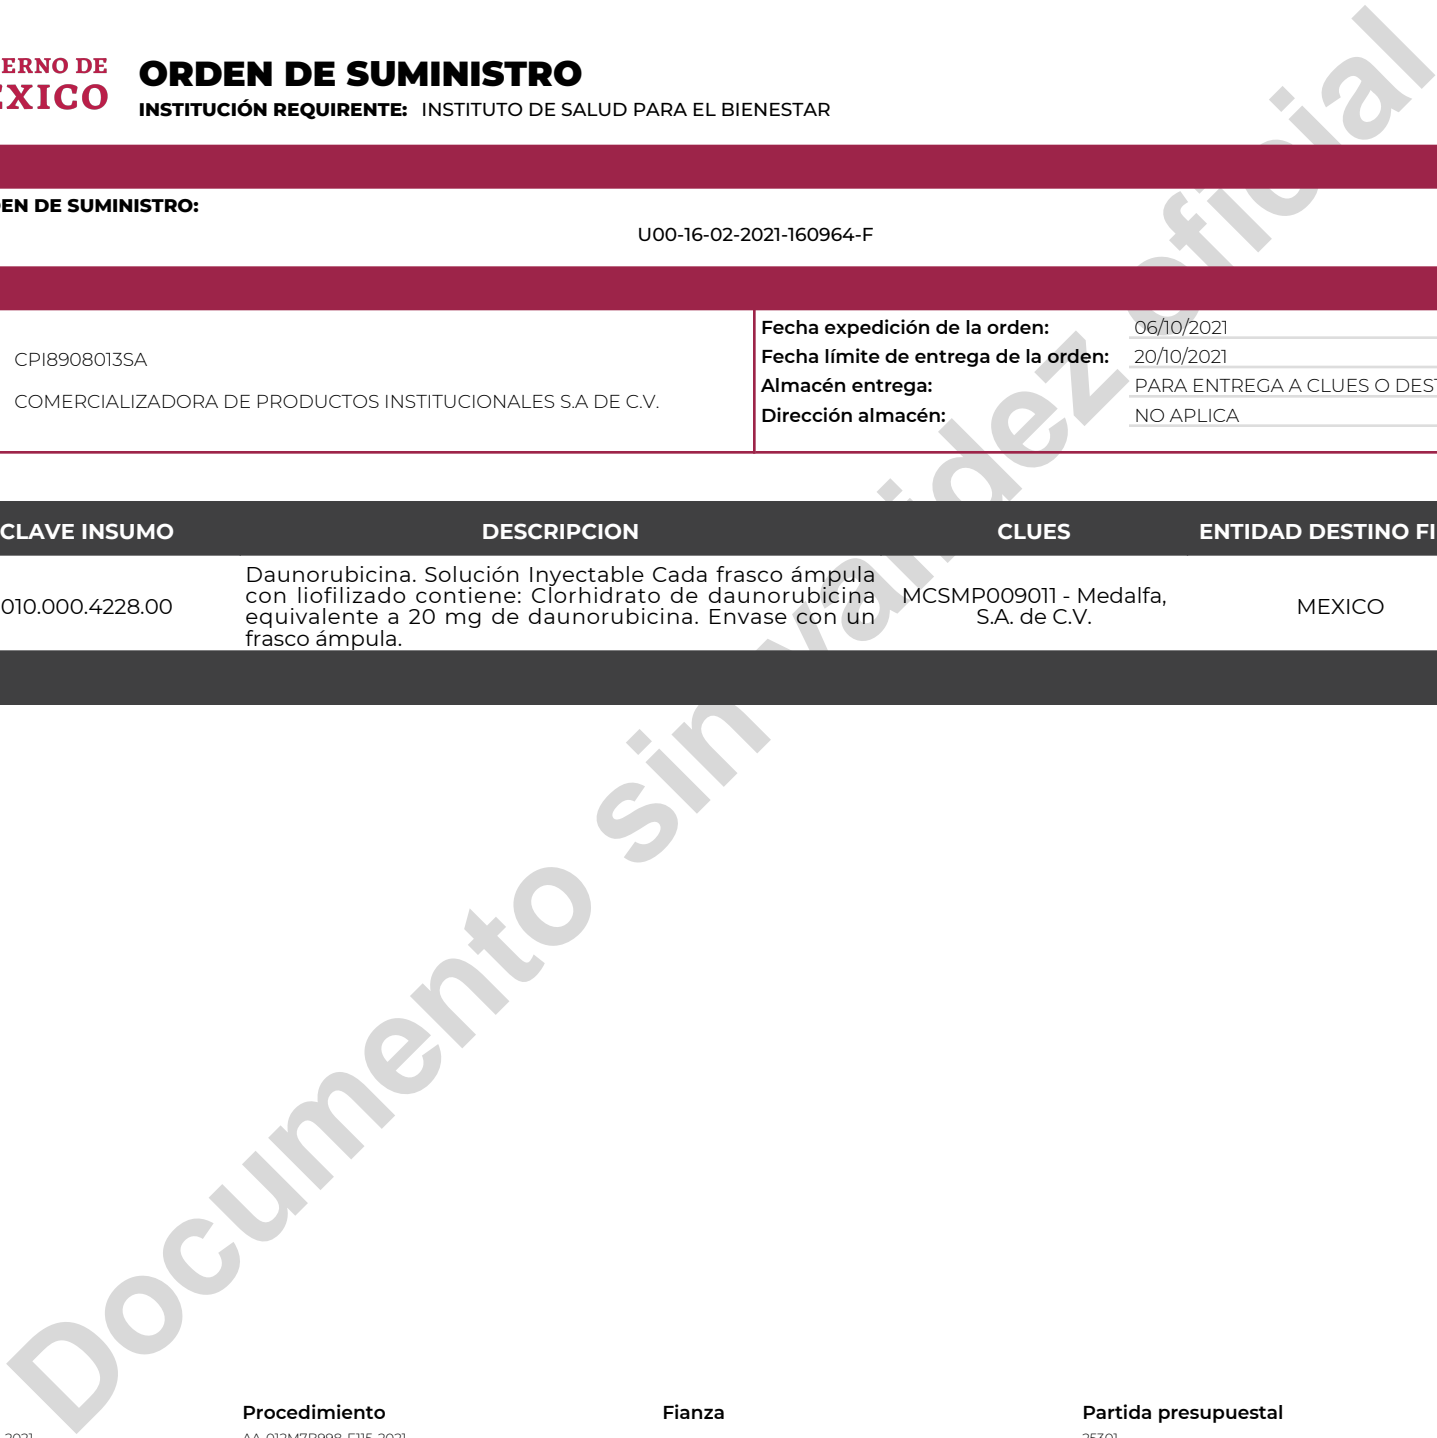 ERNO DE
ORDEN DE SUMINISTRO
EXICO
INSTITUCIÓN REQUIRENTE: INSTITUTO DE SALUD PARA EL BIENESTAR
EN DE SUMINISTRO:
U00-16-02-2021-160964-F
Fecha expedición de la orden: 06/10/2021
CPI8908013SA
Fecha límite de entrega de la orden: 20/10/2021
Almacén entrega: PARA ENTREGA A CLUES O DEST
COMERCIALIZADORA DE PRODUCTOS INSTITUCIONALES S.A DE C.V.
Dirección almacén: NO APLICA
CLAVE INSUMO DESCRIPCION CLUES ENTIDAD DESTINO FI
010.000.4228.00
Daunorubicina. Solución Inyectable Cada frasco ámpula
con liofilizado contiene: Clorhidrato de daunorubicina
equivalente a 20 mg de daunorubicina. Envase con un
frasco ámpula.
MCSMP009011 - Medalfa,
S.A. de C.V.
MEXICO
Documento sin validez oficial
Procedimiento Fianza Partida presupuestal